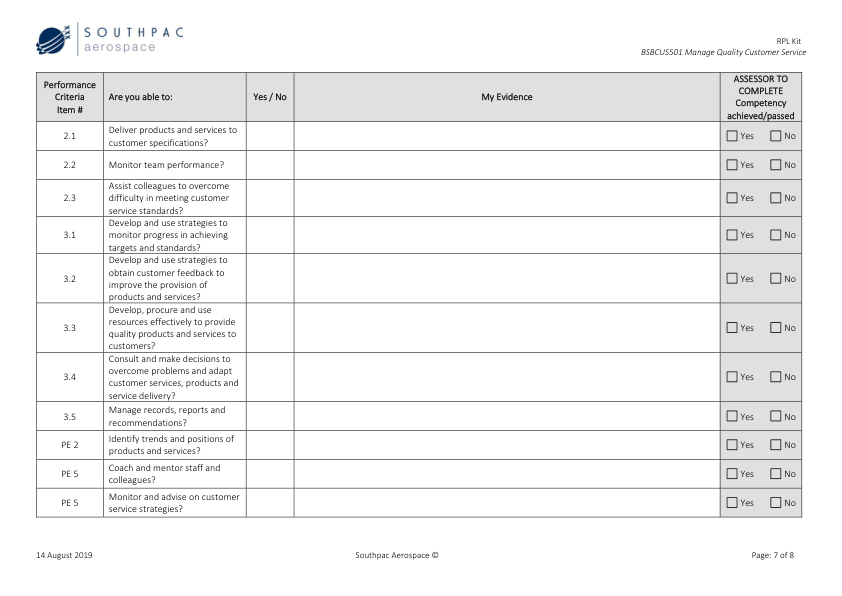 SOUTHPAC
aerospace
RPL Kit
BSBCUS501 Manage Quality Customer Service
Performance
Criteria
Item #
Are you able to:
Yes / No
My Evidence
ASSESSOR TO
COMPLETE
Competency
achieved/passed
2.1
Deliver products and services to
customer specifications?
Yes No
2.2
Monitor team performance?
Yes No
2.3
Assist colleagues to overcome
difficulty in meeting customer
service standards?
Yes No
3.1
Develop and use strategies to
monitor progress in achieving
targets and standards?
Yes No
3.2
Develop and use strategies to
obtain customer feedback to
improve the provision of
products and services?
Yes No
3.3
Develop, procure and use
resources effectively to provide
quality products and services to
customers?
Yes No
3.4
Consult and make decisions to
overcome problems and adapt
customer services, products and
service delivery?
Yes No
3.5
Manage records, reports and
recommendations?
Yes No
PE 2
Identify trends and positions of
products and services?
Yes No
PE 5
Coach and mentor staff and
colleagues?
Yes No
PE 5
Monitor and advise on customer
service strategies?
Yes No
14 August 2019
Southpac Aerospace ©
Page: 7 of 8